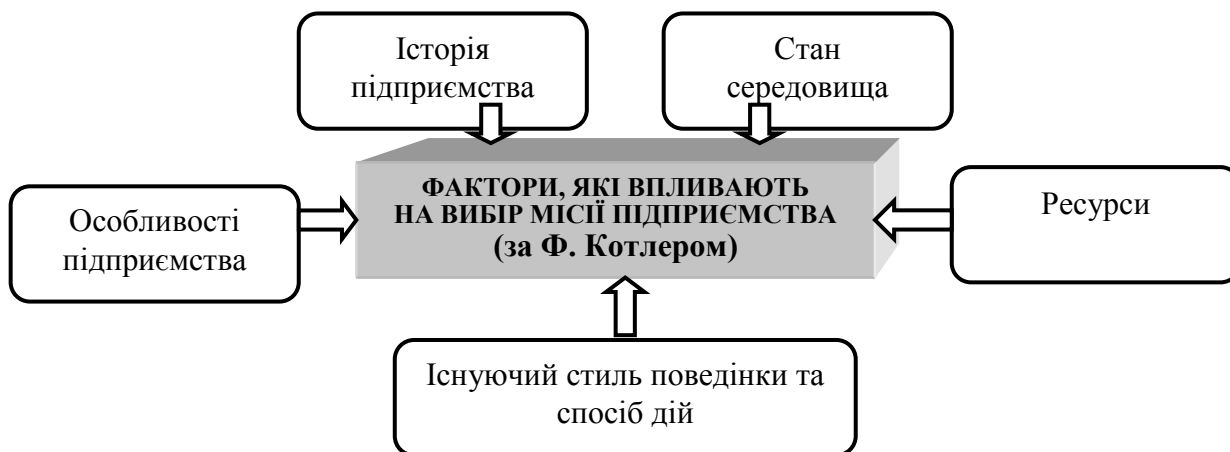 Історія
підприємства
Стан
середовища
ФАКТОРИ, ЯКІ ВПЛИВАЮТЬ
НА ВИБІР МІСІЇ ПІДПРИЄМСТВА
(за Ф. Котлером)
Особливості
підприємства
Ресурси
Існуючий стиль поведінки та
спосіб дій